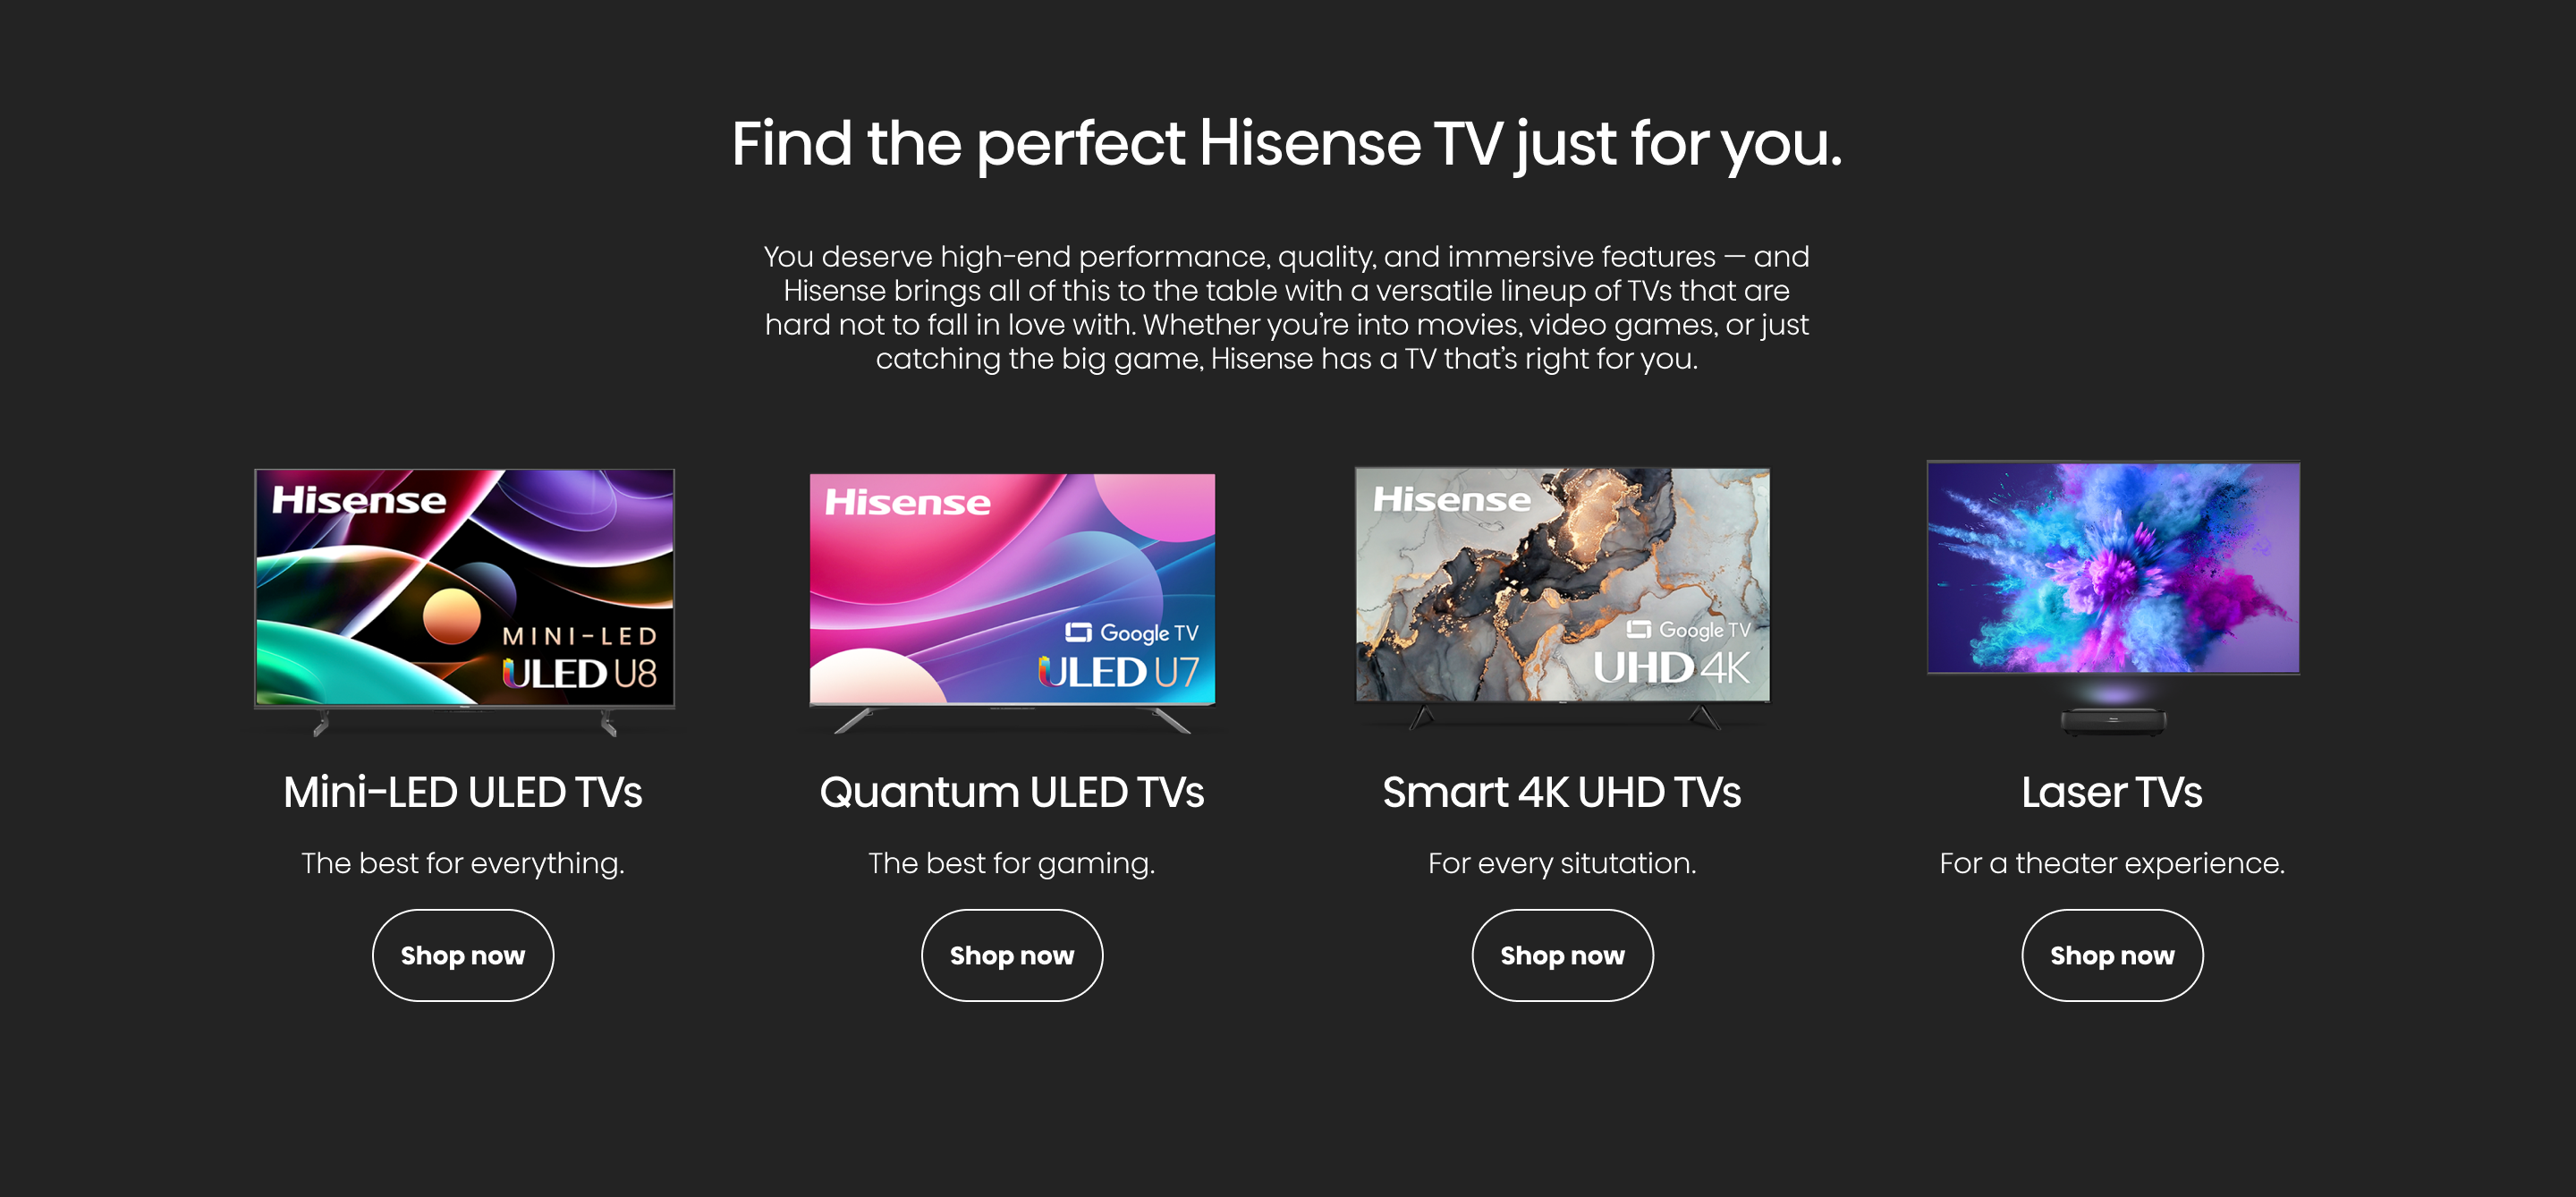 Find the perfect Hisense TV just for you.
You deserve high-end performance, quality, and immersive features — and
Hisense brings all of this to the table with a versatile lineup of TVs that are
hard not to fall in love with. Whether you’re into movies, video games, or just
catching the big game, Hisense has a TV that’s right for you.
Hisense
MINI-LED
ULED U8
Hisense
Google TV
ULED U7
Hisense
Google TV
UHD 4K
Mini-LED ULED TVs
Quantum ULED TVs
Smart 4K UHD TVs
Laser TVs
The best for everything.
The best for gaming.
For every situtation.
For a theater experience.
Shop now
Shop now
Shop now
Shop now